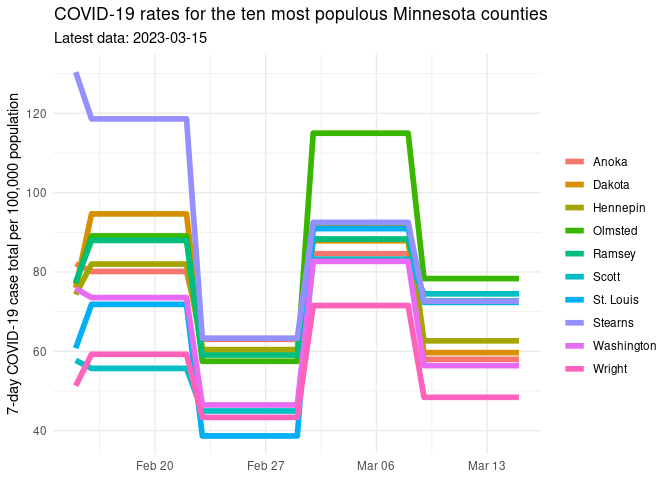 COVID-19 rates for the ten most populous Minnesota counties
Latest data: 2023-03-15
7-day COVID-19 case total per 100,000 population
120
100
80
60
40
Feb 20
Feb 27
Mar 06
Mar 13
Anoka
Dakota
Hennepin
Olmsted
Ramsey
Scott
St. Louis
Stearns
Washington
Wright